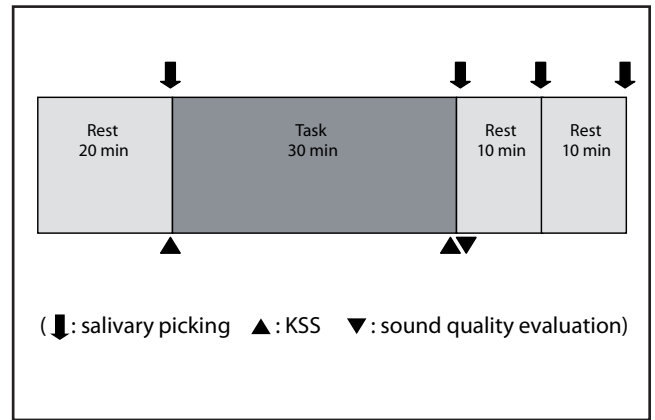 Rest
20 min
Task
30 min
Rest
10 min
Rest
10 min
(⬇: salivary picking ▲: KSS ▼: sound quality evaluation)